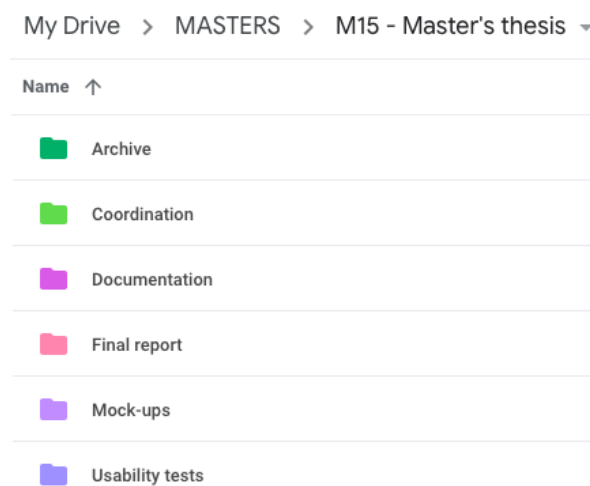 My Drive > MASTERS > M15 - Master's thesis
Name ↑
Archive
Coordination
Documentation
Final report
Mock-ups
Usability tests